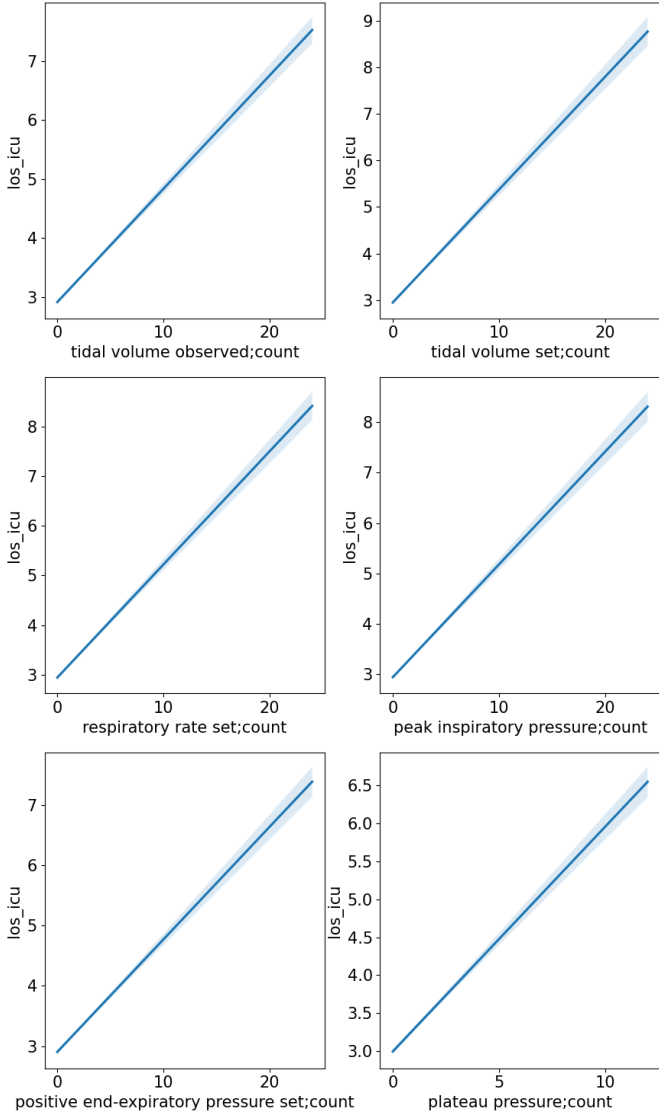 7
6
5
4
3
los_icu
0 10 20
tidal volume observed;count
9
8
7
6
5
4
3
los_icu
0 10 20
tidal volume set;count
8
7
6
5
4
3
los_icu
0 10 20
respiratory rate set;count
8
7
6
5
4
3
los_icu
0 10 20
peak inspiratory pressure;count
7
6
5
4
3
los_icu
0 10 20
positive end-expiratory pressure set;count
6.5
6.0
5.5
5.0
4.5
4.0
3.5
3.0
los_icu
0 5 10
plateau pressure;count